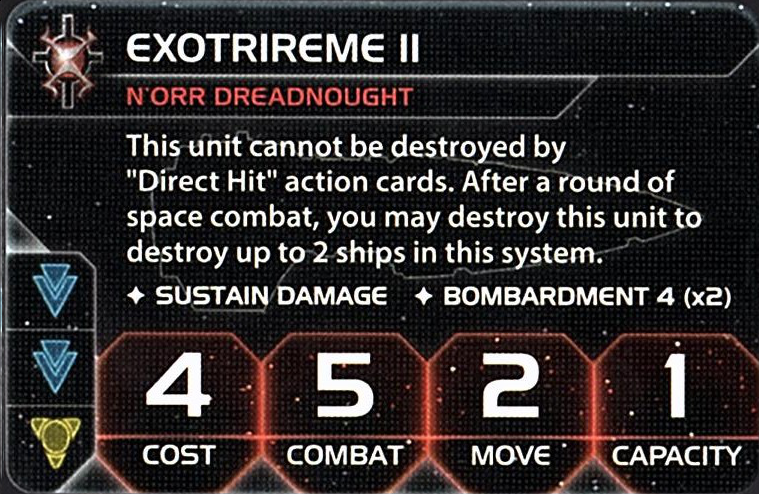 EXOTRIREME II
N'ORR DREADNOUGHT
This unit cannot be destroyed by
"Direct Hit" action cards. After a round of
space combat, you may destroy this unit to
destroy up to 2 ships in this system.
✦ SUSTAIN DAMAGE ✦ BOMBARDMENT 4 (x2)
4 5 2 1
COST COMBAT MOVE CAPACITY